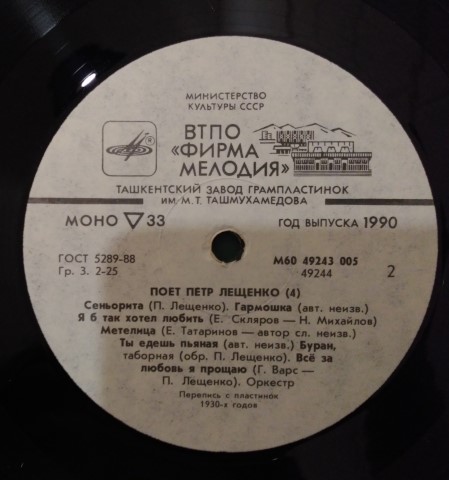 МИНИСТЕРСТВО
КУЛЬТУРЫ СССР
ВТПО
«ФИРМА
МЕЛОДИЯ»
ТАШКЕНТСКИЙ ЗАВОД ГРАМПЛАСТИНОК
ИМ. М. Т. ТАШМУХАМЕДОВА
МОНО 33 ГОД ВЫПУСКА 1990
ГОСТ 5289-88 М60 49243 005
Гр. 3. 2-25 49244 2
ПОЕТ ПЕТР ЛЕЩЕНКО (4)
Сеньорита (П. Лещенко). Гармошка (авт. неизв.)
Я б так хотел любить (Е. Скляров — Н. Михайлов)
Метелица (Е. Татаринов — автор сл. неизв.)
Ты едешь пьяная (авт. неизв.) Буран,
таборная (обр. П. Лещенко). Всё за
любовь я прощаю (Г. Варс —
П. Лещенко). Оркестр
Перепись с пластинок
1930-х годов